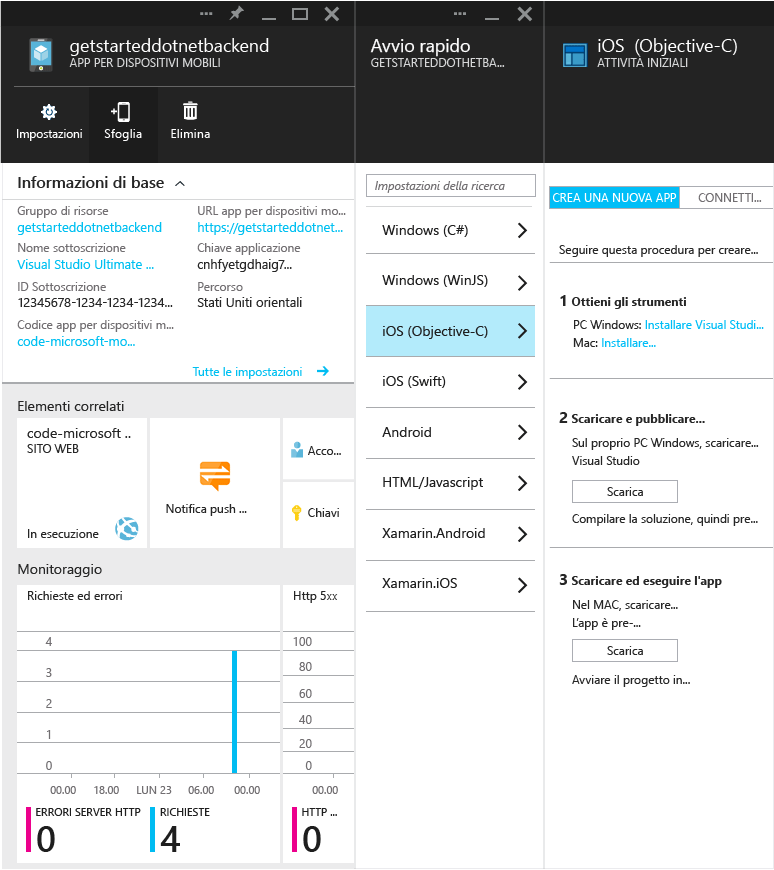 getstarteddotnetbackend
APP PER DISPOSITIVI MOBILI
Impostazioni
Sfoglia
Elimina
Informazioni di base
Gruppo di risorse
getstarteddotnetbackend
Nome sottoscrizione
Visual Studio Ultimate ...
ID Sottoscrizione
12345678-1234-1234-1234...
Codice app per dispositivi m...
code-microsoft-mo...
URL app per dispositivi mo...
https://getstarteddotnet...
Chiave applicazione
cnhfyetgdhaig7...
Percorso
Stati Uniti orientali
Tutte le impostazioni
Elementi correlati
code-microsoft ..
SITO WEB
In esecuzione
Notifica push ...
Acco...
Chiavi
Monitoraggio
Richieste ed errori
4
3
2
1
0
00.00
18.00
LUN 23
06.00
00.00
ERRORI SERVER HTTP
0
RICHIESTE
4
Http 5xx
100
80
60
40
20
0
00.00
HTTP ...
0
Avvio rapido
GETSTARTEDDOTHETBA...
Impostazioni della ricerca
Windows (C#)
Windows (WinJS)
iOS (Objective-C)
iOS (Swift)
Android
HTML/Javascript
Xamarin.Android
Xamarin.iOS
iOS (Objective-C)
ATTIVITÀ INIZIALI
CREA UNA NUOVA APP
CONNETTI...
Seguire questa procedura per creare...
1 Ottieni gli strumenti
PC Windows: Installare Visual Studi...
Mac: Installare...
2 Scaricare e pubblicare...
Sul proprio PC Windows, scaricare...
Visual Studio
Scarica
Compilare la soluzione, quindi pre...
3 Scaricare ed eseguire l'app
Nel MAC, scaricare...
L'app è pre-...
Scarica
Avviare il progetto in...